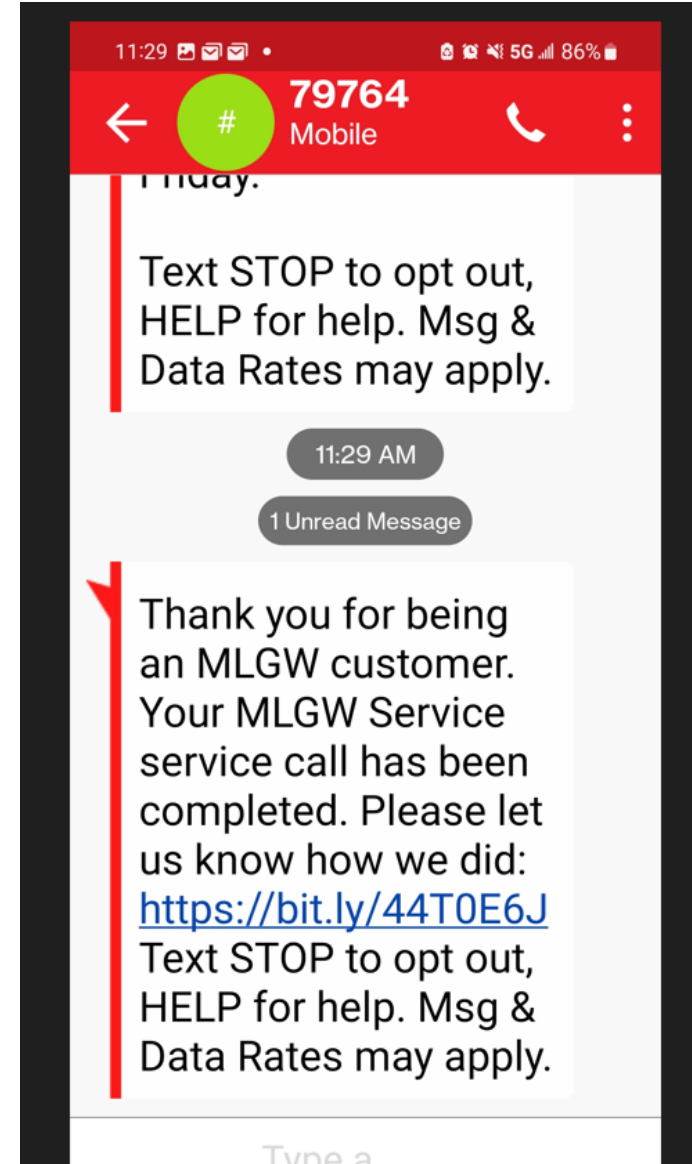 11:29 5G 86%
#
79764
Mobile
Friday.
Text STOP to opt out,
HELP for help. Msg &
Data Rates may apply.
11:29 AM
1 Unread Message
Thank you for being
an MLGW customer.
Your MLGW Service
service call has been
completed. Please let
us know how we did:
https://bit.ly/44T0E6J
Text STOP to opt out,
HELP for help. Msg &
Data Rates may apply.
Type a